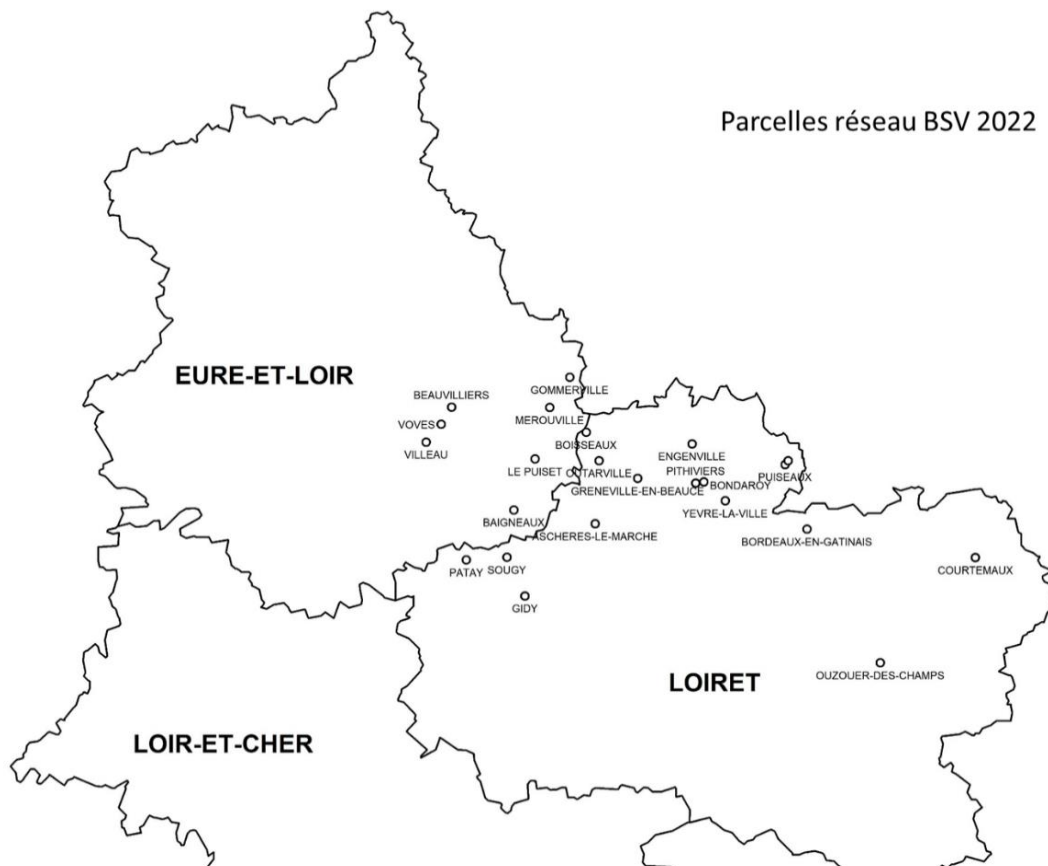 Parcelles réseau BSV 2022
EURE-ET-LOIR
GOMMERVILLE
BEAUVILLIERS
MEROUVILLE
VOVES
BOISSEAUX
VILLEAU
ENGENVILLE
LE PUISET
OUTARVILLE
PITHIVIERS
PUISEAUX
GRENEVILLE-EN-BEAUCE
BONDAROY
YEVRE-LA-VILLE
BAIGNEAUX
ASCHERES-LE-MARCHE
BORDEAUX-EN-GATINAIS
PATAY
SOUGY
COURTEMAUX
GIDY
OUZOUER-DES-CHAMPS
LOIRET
LOIR-ET-CHER